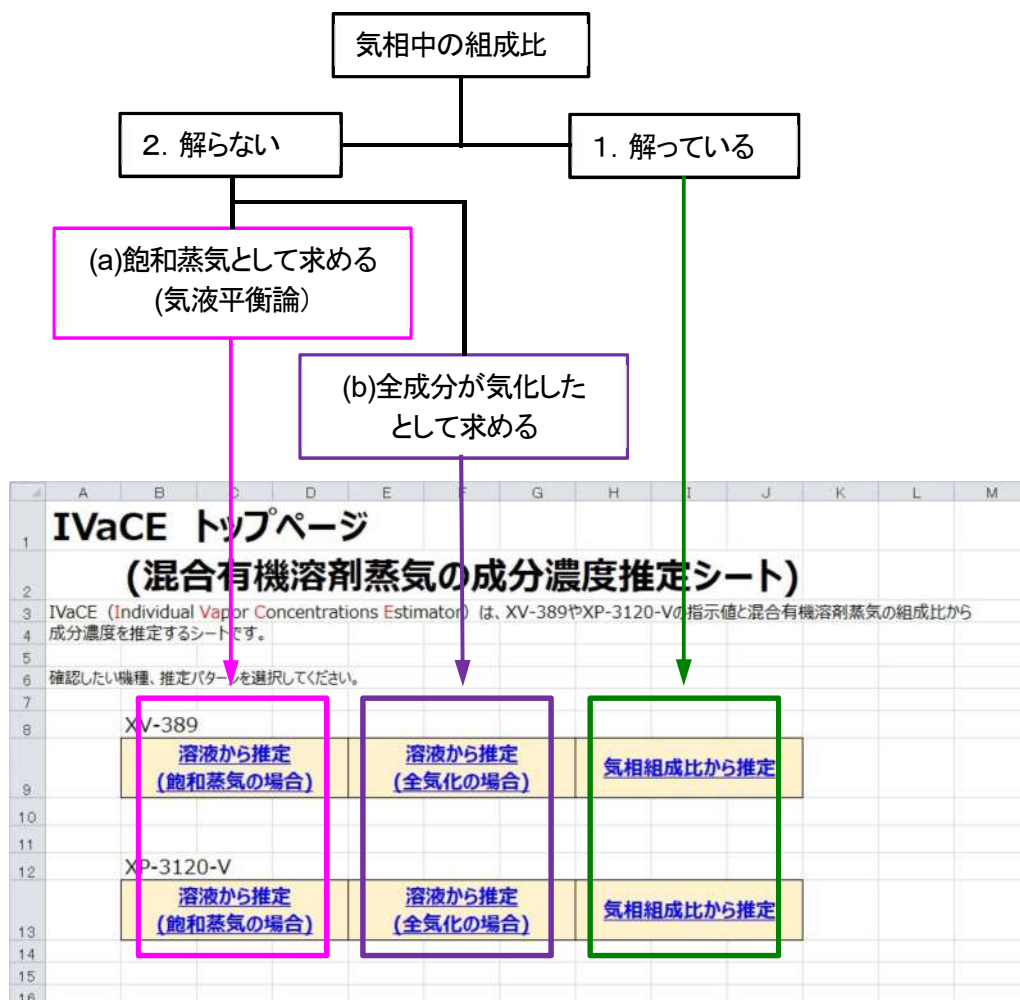 気相中の組成比
2. 解らない
1. 解っている
(a)飽和蒸気として求める
(気液平衡論)
(b)全成分が気化した
として求める
A B C D E F G H I J K L M
1 IVaCE トップページ
2 (混合有機溶剤蒸気の成分濃度推定シート)
3 IVaCE (Individual Vapor Concentrations Estimator) は、XV-389やXP-3120-Vの指示値と混合有機溶剤蒸気の組成比から
4 成分濃度を推定するシートです。
5
6 確認したい機種、推定パターンを選択してください。
7
8 XV-389
溶液から推定 溶液から推定 気相組成比から推定
9 (飽和蒸気の場合) (全気化の場合)
10
11
12 XP-3120-V
溶液から推定 溶液から推定 気相組成比から推定
13 (飽和蒸気の場合) (全気化の場合)
14
15
16